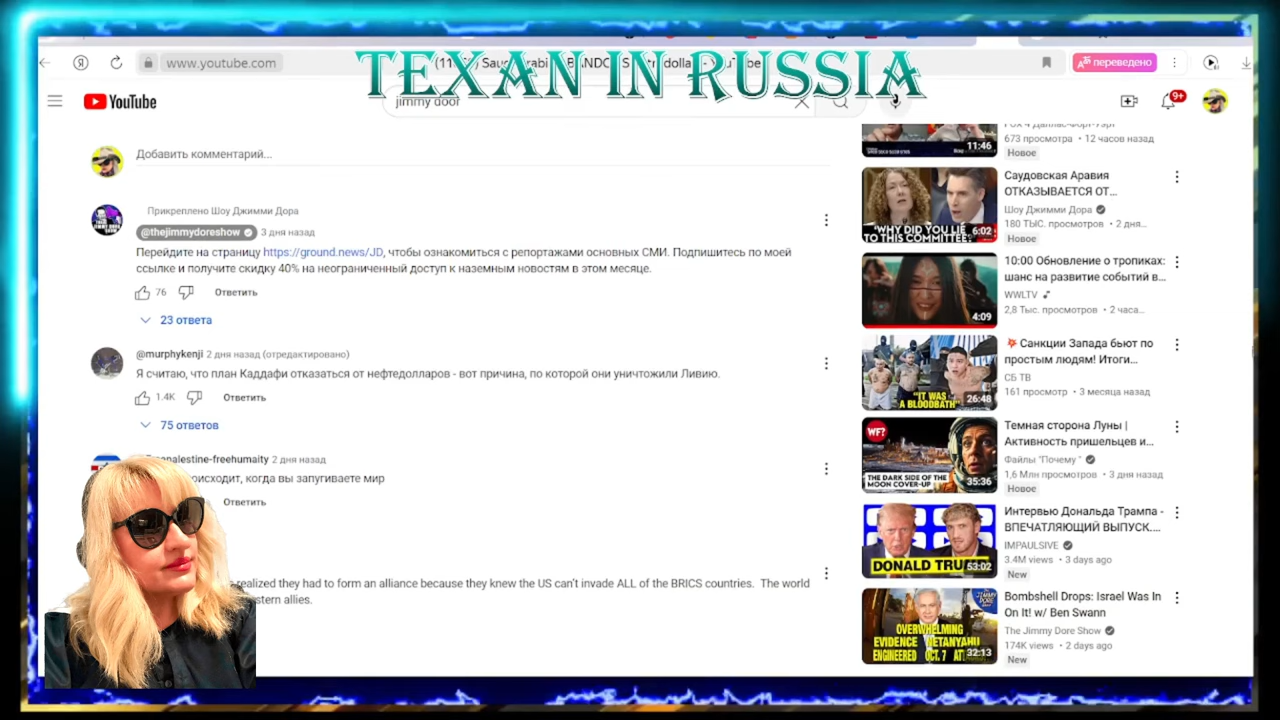 TEXAN IN RUSSIA
www.youtube.com
переведено
YouTube
9+
Добавить комментарий...
Прикреплено Шоу Джимми Дора
@thejimmydoreshow 3 дня назад
Перейдите на страницу https://ground.news/JD, чтобы ознакомиться с репортажами основных СМИ. Подпишитесь по моей
ссылке и получите скидку 40% на неограниченный доступ к наземным новостям в этом месяце.
76 Ответить
23 ответа
@murphykenji 2 дня назад (отредактировано)
Я считаю, что план Каддафи отказаться от нефтедолларов - вот причина, по которой они уничтожили Ливию.
1.4K Ответить
75 ответов
palestine-freehumaity 2 дня назад
когда вы запугиваете мир
Ответить
realized they had to form an alliance because they knew the US can't invade ALL of the BRICS countries. The world
allies.
11:46
673 просмотра • 12 часов назад
Новое
"WHY DID YOU LIE
TO THIS COMMITTEE?"
6:02
Саудовская Аравия
ОТКАЗЫВАЕТСЯ ОТ...
Шоу Джимми Дора
180 ТЫС. просмотров • 2 дня...
Новое
4:09
10:00 Обновление о тропиках:
шанс на развитие событий в...
WWLTV
2,8 Тыс. просмотров • 2 часа...
"IT WAS
A BLOODBATH"
26:48
Санкции Запада бьют по
простым людям! Итоги...
СБ ТВ
161 просмотр • 3 месяца назад
WF?
THE DARK SIDE OF THE
MOON COVER-UP
35:36
Темная сторона Луны |
Активность пришельцев и...
Файлы "Почему "
1,6 Млн просмотров • 3 дня назад
Новое
DONALD TRUMP
53:02
Интервью Дональда Трампа -
ВПЕЧАТЛЯЮЩИЙ ВЫПУСК....
IMPAULSIVE
3.4M views • 3 days ago
New
OVERWHELMING
EVIDENCE NETANYAHU
ENGINEERED OCT. 7
32:13
Bombshell Drops: Israel Was In
On It! w/ Ben Swann
The Jimmy Dore Show
174K views • 2 days ago
New